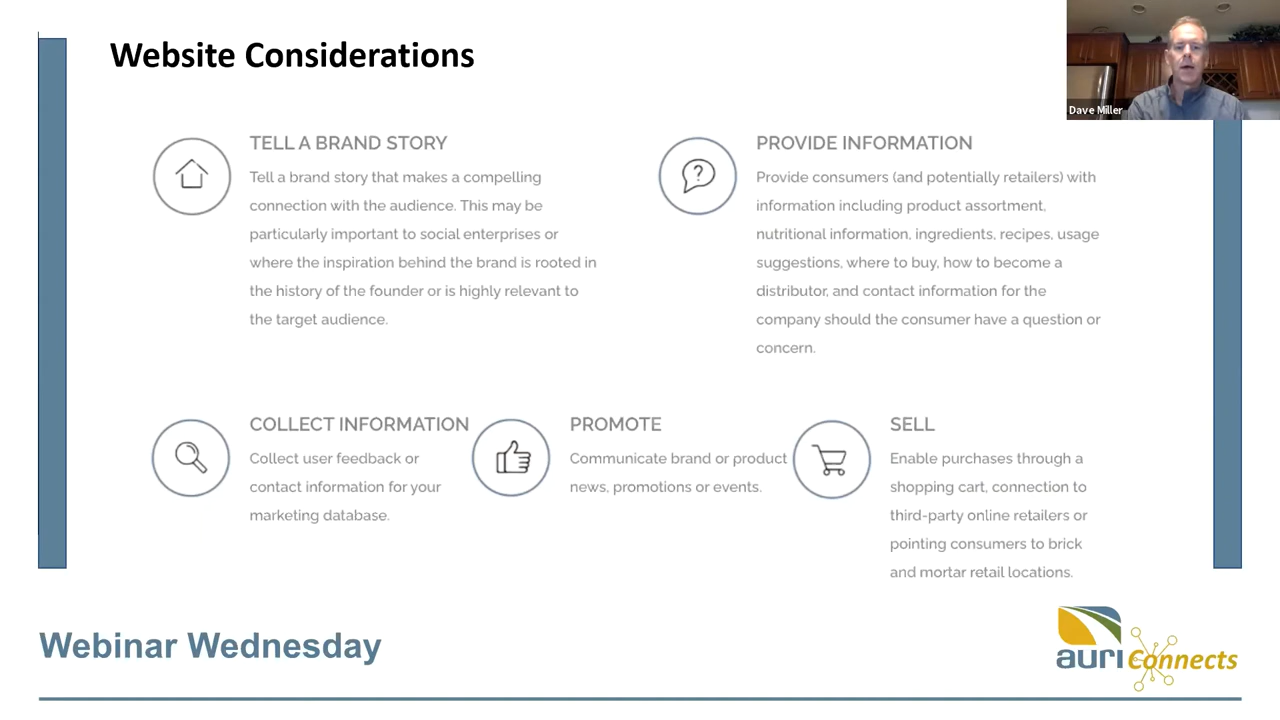 Website Considerations
Dave Miller
TELL A BRAND STORY
Tell a brand story that makes a compelling
connection with the audience. This may be
particularly important to social enterprises or
where the inspiration behind the brand is rooted in
the history of the founder or is highly relevant to
the target audience.
PROVIDE INFORMATION
Provide consumers (and potentially retailers) with
information including product assortment,
nutritional information, ingredients, recipes, usage
suggestions, where to buy, how to become a
distributor, and contact information for the
company should the consumer have a question or
concern.
COLLECT INFORMATION
Collect user feedback or
contact information for your
marketing database.
PROMOTE
Communicate brand or product
news, promotions or events.
SELL
Enable purchases through a
shopping cart, connection to
third-party online retailers or
pointing consumers to brick
and mortar retail locations.
Webinar Wednesday
auri Connects